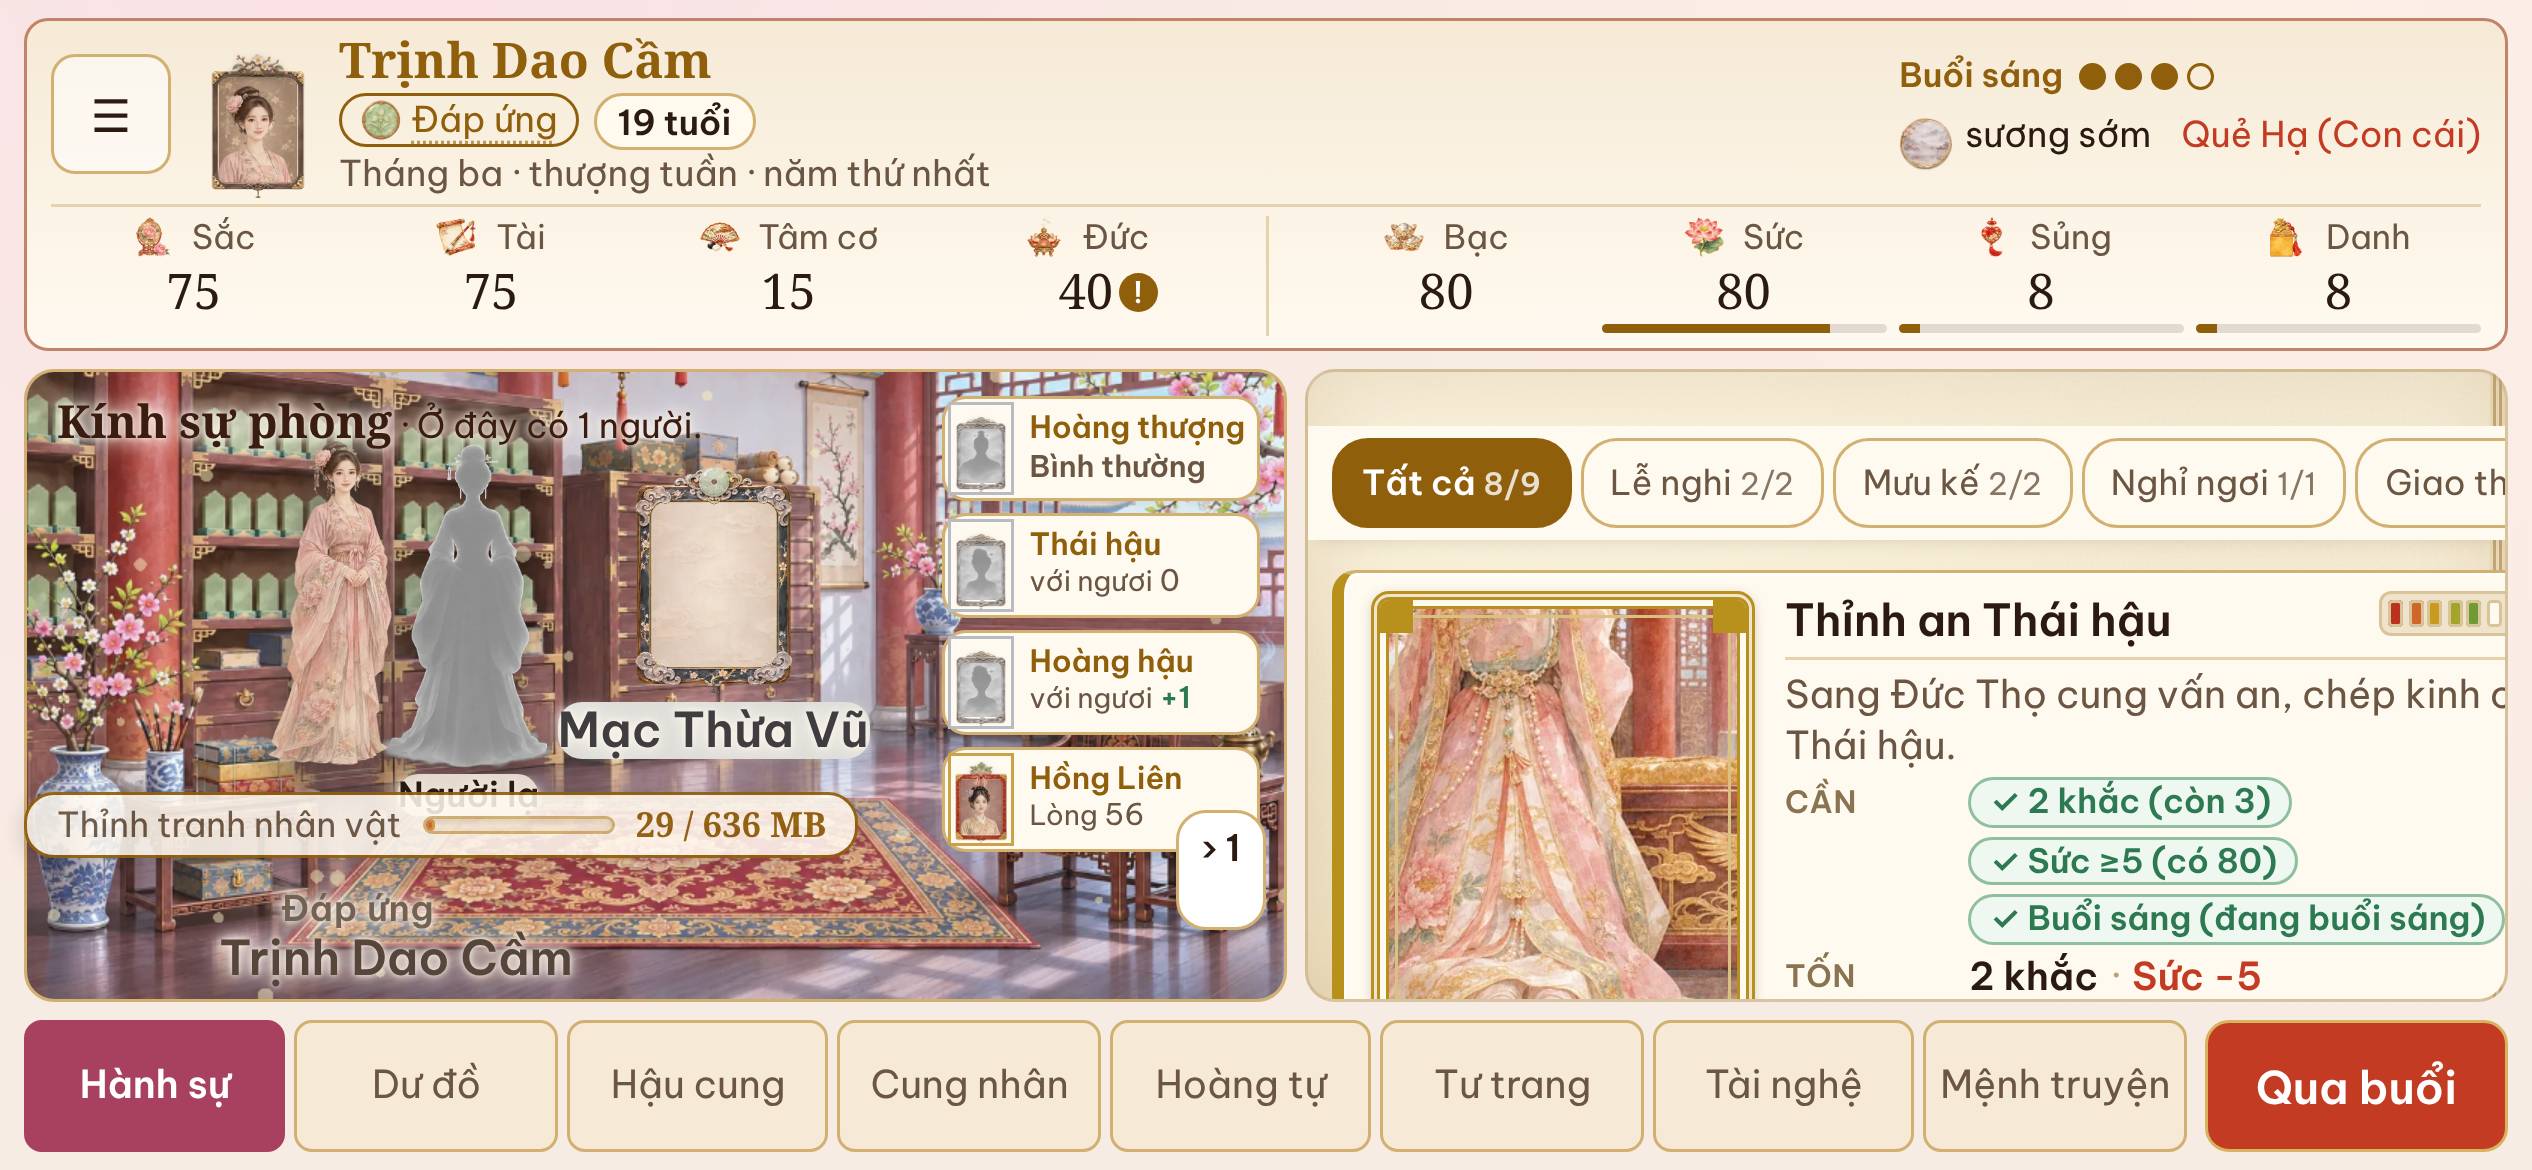 ☰
Trịnh Dao Cầm
Đáp ứng
19 tuổi
Tháng ba · thượng tuần · năm thứ nhất
Buổi sáng
sương sớm
Quẻ Hạ (Con cái)
Sắc
75
Tài
75
Tâm cơ
15
Đức
40 !
Bạc
80
Sức
80
Sủng
8
Danh
8
Kính sự phòng · Ở đây có 1 người.
Hoàng thượng
Bình thường
Thái hậu
với ngươi 0
Hoàng hậu
với ngươi +1
Hồng Liên
Lòng 56
› 1
Mạc Thừa Vũ
Người lạ
Thỉnh tranh nhân vật 29 / 636 MB
Đáp ứng
Trịnh Dao Cầm
Tất cả 8/9
Lễ nghi 2/2
Mưu kế 2/2
Nghỉ ngơi 1/1
Giao th
Thỉnh an Thái hậu
Sang Đức Thọ cung vấn an, chép kinh c
Thái hậu.
CẦN
✓ 2 khắc (còn 3)
✓ Sức ≥5 (có 80)
✓ Buổi sáng (đang buổi sáng)
TỐN
2 khắc · Sức -5
Hành sự
Dư đồ
Hậu cung
Cung nhân
Hoàng tự
Tư trang
Tài nghệ
Mệnh truyện
Qua buổi